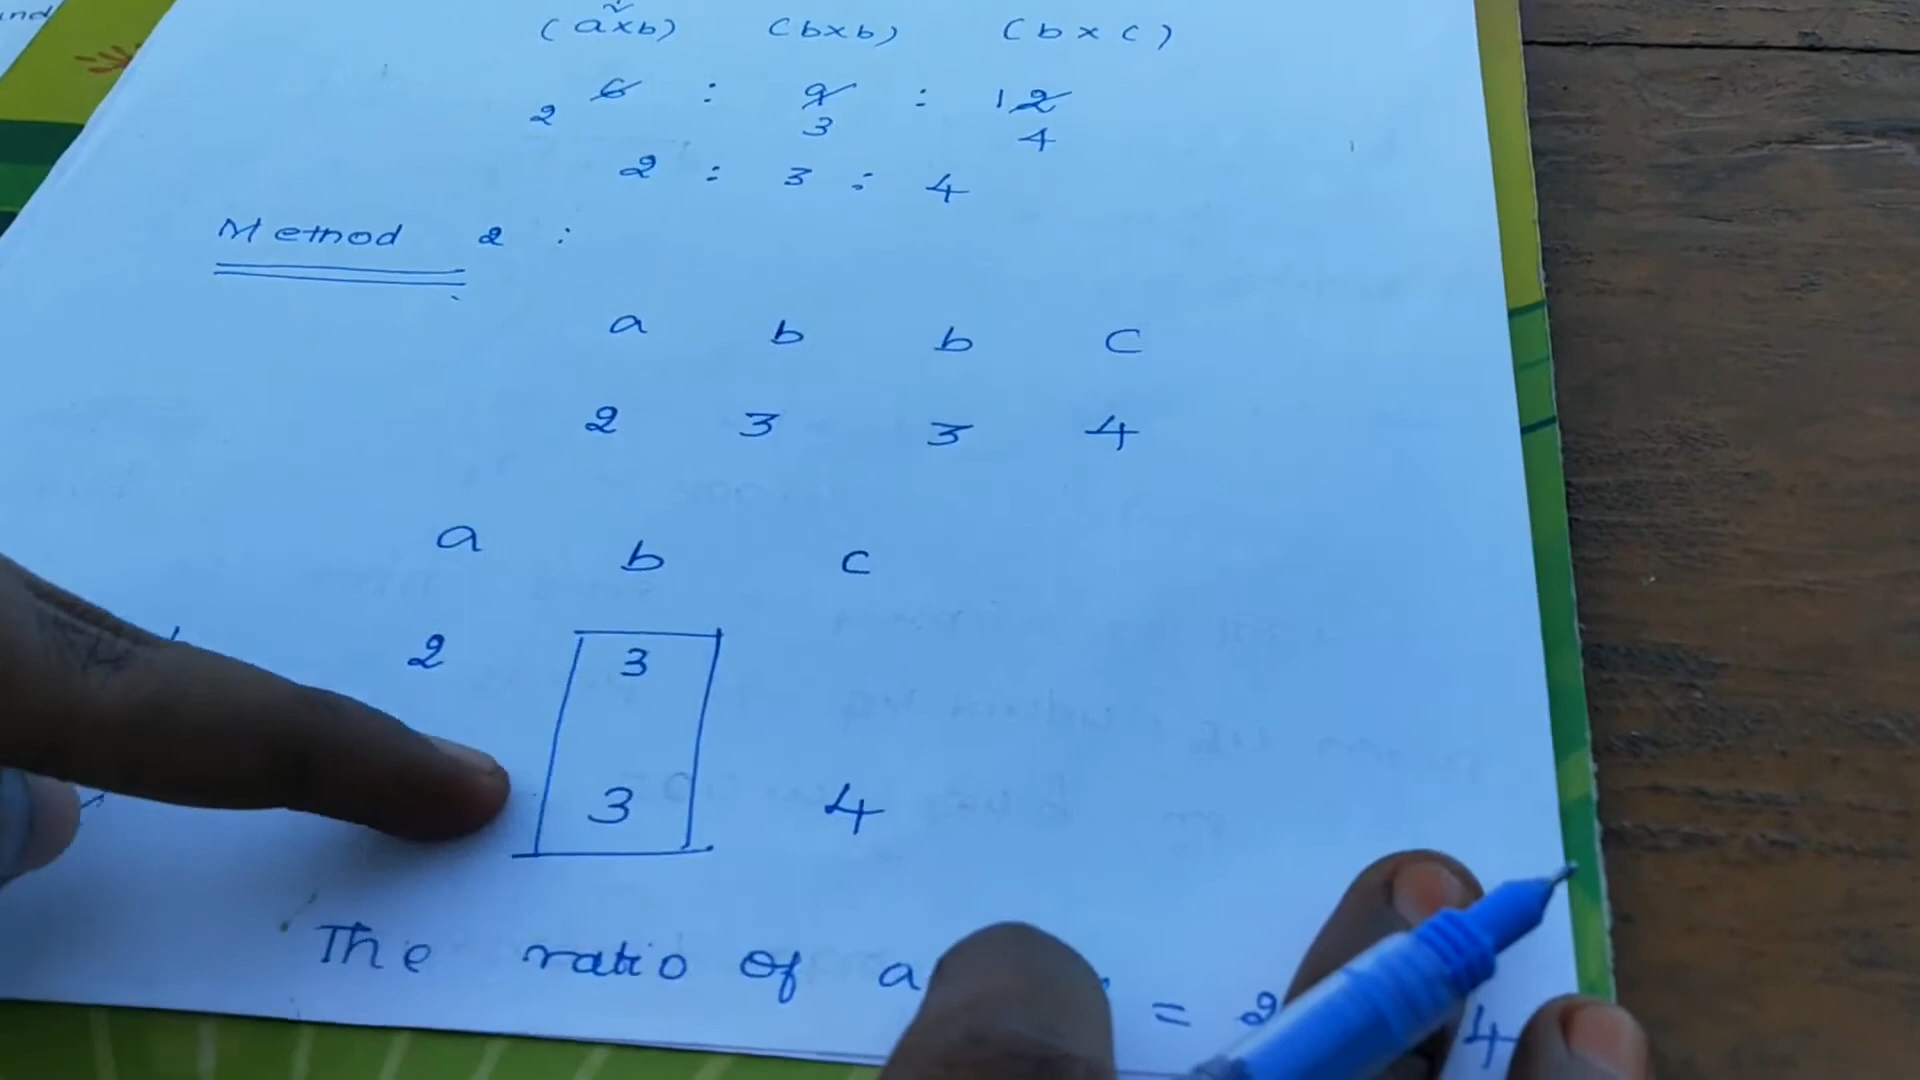 (a×b) (b×b) (b×c)
6 : 9 : 12
2 3 4
2 : 3 : 4
Method 2 :
a b b c
2 3 3 4
a b c
2 3
3 4
The ratio of a = 2 4